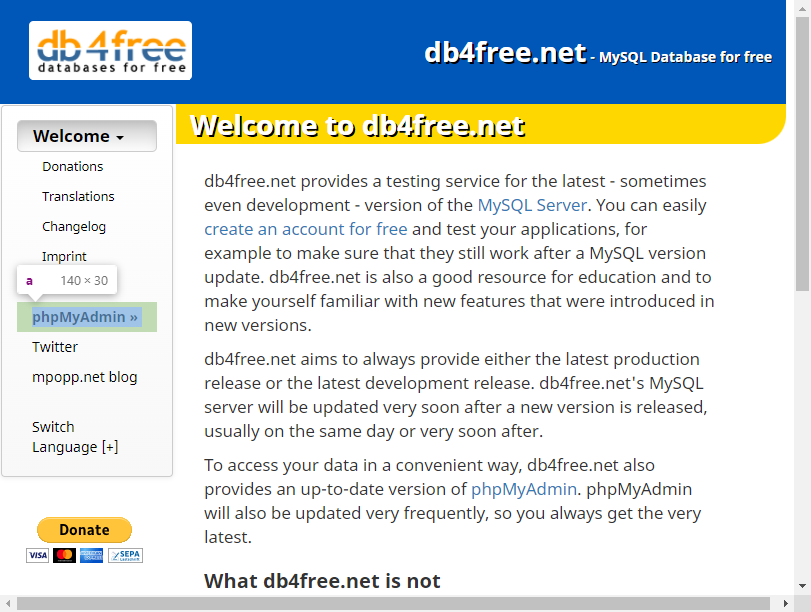 db4free
databases for free
db4free.net - MySQL Database for free
Welcome
Donations
Translations
Changelog
Imprint
a 140 × 30
phpMyAdmin »
Twitter
mpopp.net blog
Switch
Language [+]
Donate
VISA
SEPA
Welcome to db4free.net
db4free.net provides a testing service for the latest - sometimes
even development - version of the MySQL Server. You can easily
create an account for free and test your applications, for
example to make sure that they still work after a MySQL version
update. db4free.net is also a good resource for education and to
make yourself familiar with new features that were introduced in
new versions.
db4free.net aims to always provide either the latest production
release or the latest development release. db4free.net's MySQL
server will be updated very soon after a new version is released,
usually on the same day or very soon after.
To access your data in a convenient way, db4free.net also
provides an up-to-date version of phpMyAdmin. phpMyAdmin
will also be updated very frequently, so you always get the very
latest.
What db4free.net is not